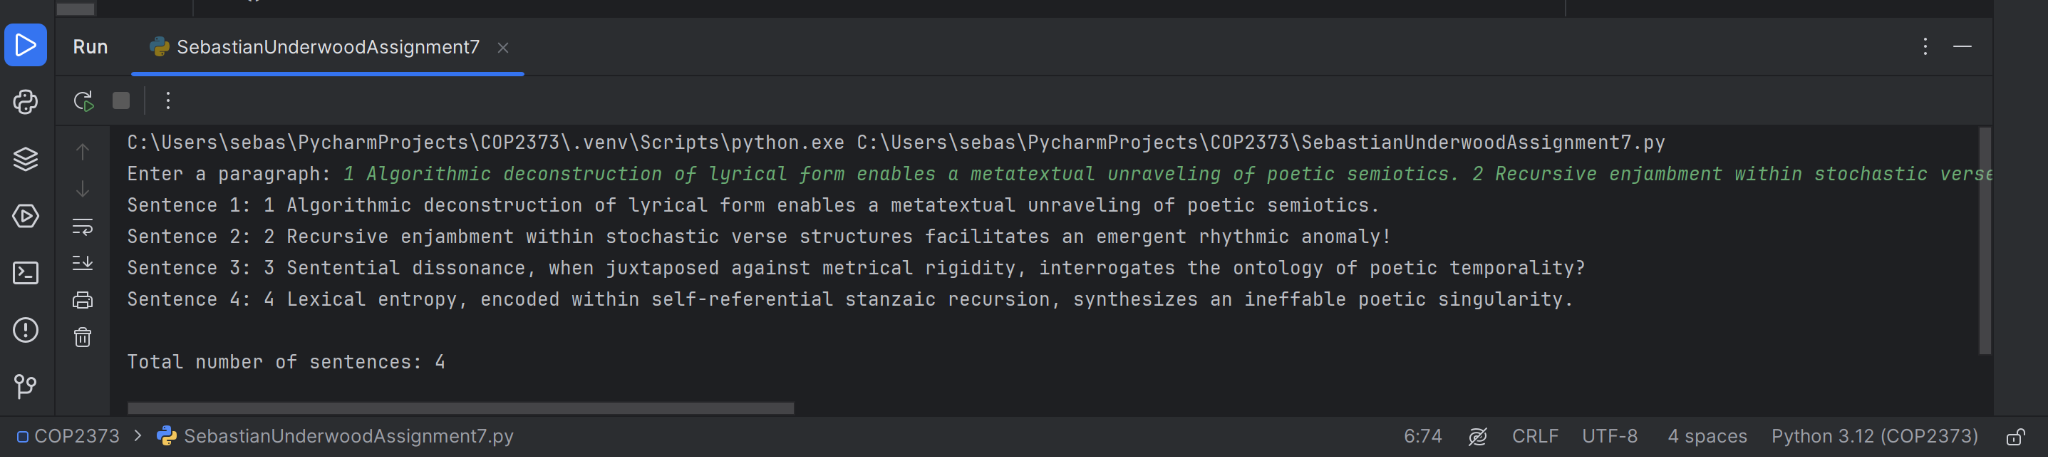 Run SebastianUnderwoodAssignment7
C:\Users\sebas\PycharmProjects\COP2373\.venv\Scripts\python.exe C:\Users\sebas\PycharmProjects\COP2373\SebastianUnderwoodAssignment7.py
Enter a paragraph: 1 Algorithmic deconstruction of lyrical form enables a metatextual unraveling of poetic semiotics. 2 Recursive enjambment within stochastic verse
Sentence 1: 1 Algorithmic deconstruction of lyrical form enables a metatextual unraveling of poetic semiotics.
Sentence 2: 2 Recursive enjambment within stochastic verse structures facilitates an emergent rhythmic anomaly!
Sentence 3: 3 Sentential dissonance, when juxtaposed against metrical rigidity, interrogates the ontology of poetic temporality?
Sentence 4: 4 Lexical entropy, encoded within self-referential stanzaic recursion, synthesizes an ineffable poetic singularity.
Total number of sentences: 4
COP2373 > SebastianUnderwoodAssignment7.py 6:74 CRLF UTF-8 4 spaces Python 3.12 (COP2373)